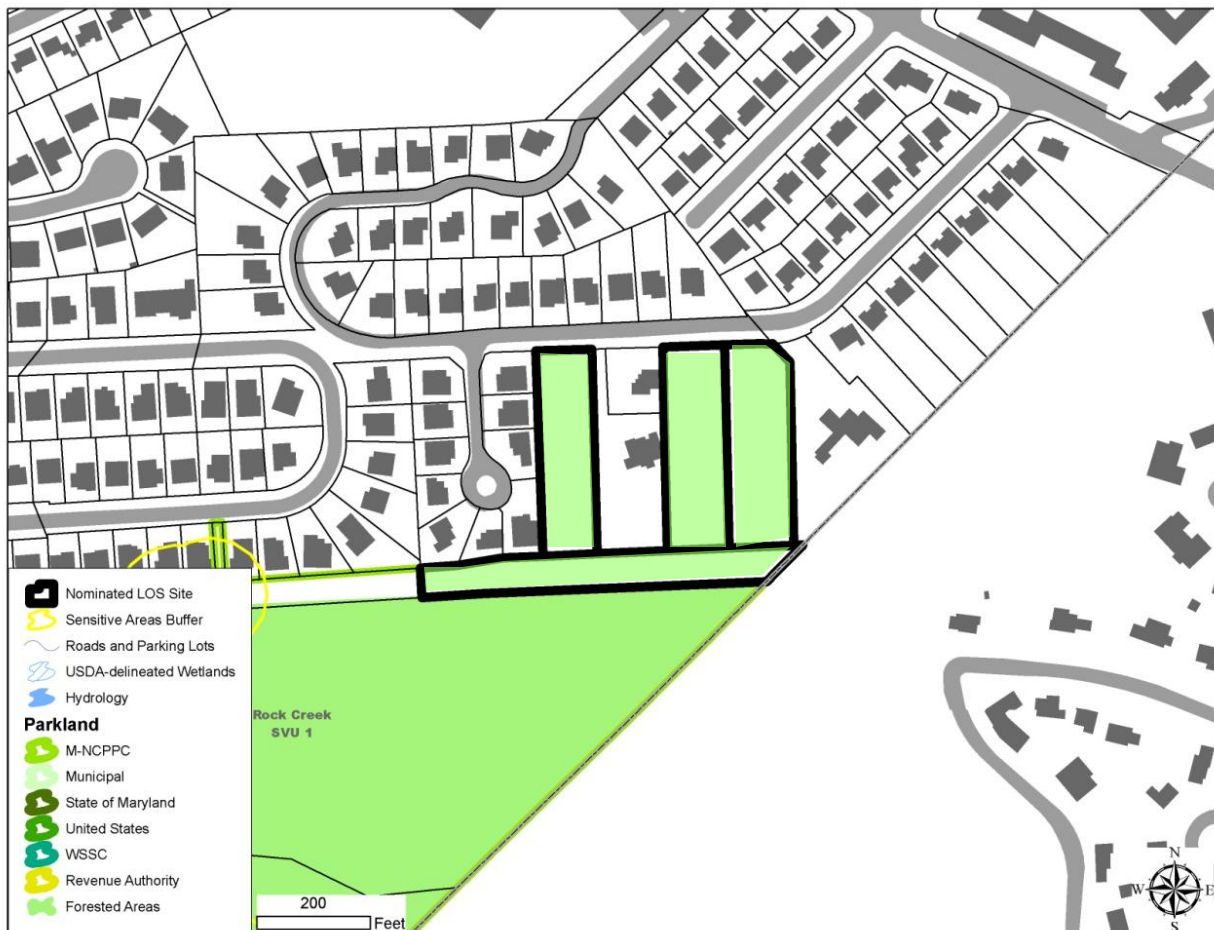 Nominated LOS Site
Sensitive Areas Buffer
Roads and Parking Lots
USDA-delineated Wetlands
Hydrology
Parkland
M-NCPPC
Municipal
State of Maryland
United States
WSSC
Revenue Authority
Forested Areas
Rock Creek
SVU 1
200
Feet
N
W
E
S